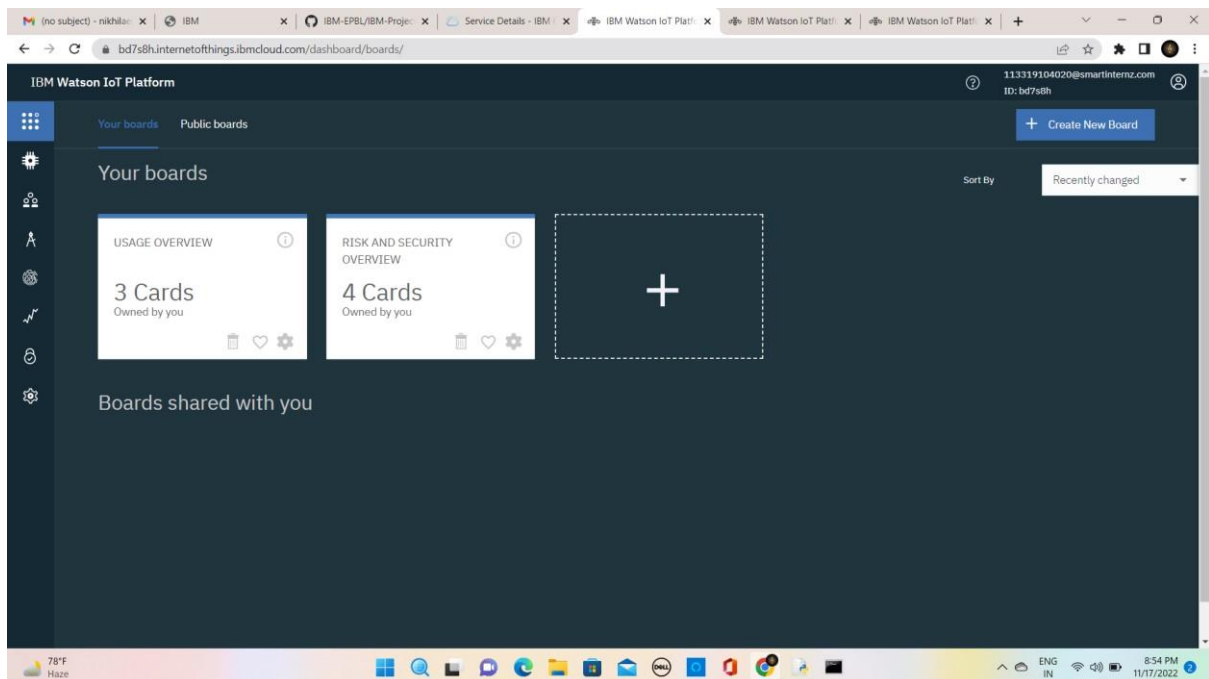 (no subject) - nikhila
IBM
IBM-EPBL/IBM-Projec
Service Details - IBM
IBM Watson IoT Platf
IBM Watson IoT Platf
IBM Watson IoT Platf
bd7s8h.internetofthings.ibmcloud.com/dashboard/boards/
IBM Watson IoT Platform
113319104020@smartinternz.com
ID: bd7s8h
Your boards Public boards
+ Create New Board
Your boards
Sort By Recently changed
USAGE OVERVIEW
3 Cards
Owned by you
RISK AND SECURITY
OVERVIEW
4 Cards
Owned by you
Boards shared with you
78°F
Haze
DELL
ENG
IN
8:54 PM
11/17/2022
2